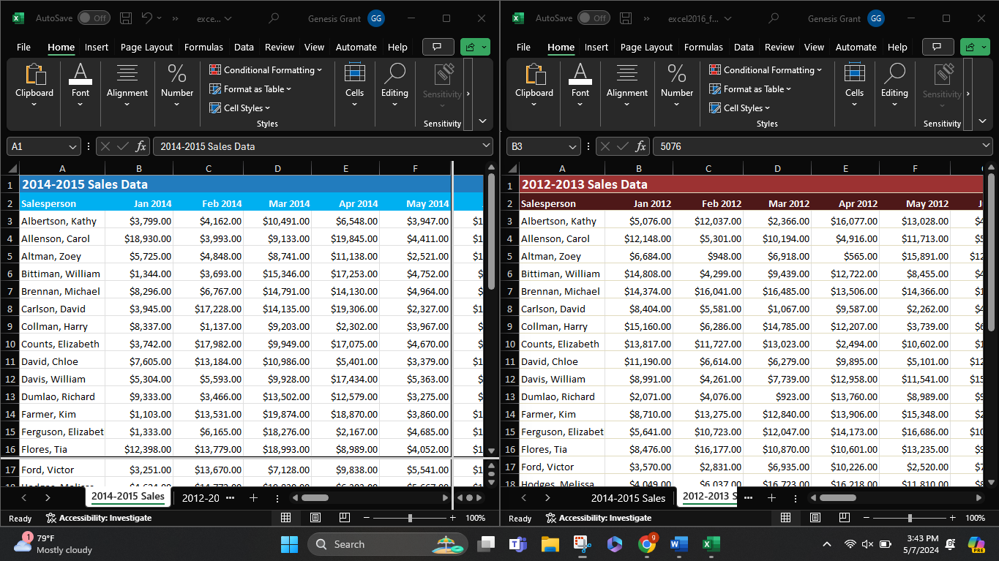 AutoSave Off exce... Genesis Grant GG
File Home Insert Page Layout Formulas Data Review View Automate Help
Clipboard Font Alignment Number Conditional Formatting Format as Table Cell Styles Styles Cells Editing Sensitivity Sensitivity
A1 fx 2014-2015 Sales Data
A B C D E F
1 2014-2015 Sales Data
2 Salesperson Jan 2014 Feb 2014 Mar 2014 Apr 2014 May 2014
3 Albertson, Kathy $3,799.00 $4,162.00 $10,491.00 $6,548.00 $3,947.00 $1
4 Allenson, Carol $18,930.00 $3,993.00 $9,133.00 $19,845.00 $4,411.00 $1
5 Altman, Zoey $5,725.00 $4,848.00 $8,741.00 $11,138.00 $2,521.00 $1
6 Bittiman, William $1,344.00 $3,693.00 $15,346.00 $17,253.00 $4,752.00 $
7 Brennan, Michael $8,296.00 $6,767.00 $14,791.00 $14,130.00 $4,964.00 $
8 Carlson, David $3,945.00 $17,228.00 $14,135.00 $19,306.00 $2,327.00 $1
9 Collman, Harry $8,337.00 $1,137.00 $9,203.00 $2,302.00 $3,967.00 $
10 Counts, Elizabeth $3,742.00 $17,982.00 $9,949.00 $17,075.00 $4,670.00 $
11 David, Chloe $7,605.00 $13,184.00 $10,986.00 $5,401.00 $3,379.00 $1
12 Davis, William $5,304.00 $5,593.00 $9,928.00 $17,434.00 $5,363.00 $
13 Dumlao, Richard $9,333.00 $3,466.00 $13,502.00 $12,579.00 $3,275.00 $
14 Farmer, Kim $1,103.00 $13,531.00 $19,874.00 $18,870.00 $3,860.00 $1
15 Ferguson, Elizabet $1,333.00 $6,165.00 $18,276.00 $2,167.00 $4,685.00 $1
16 Flores, Tia $12,398.00 $13,779.00 $18,993.00 $8,989.00 $4,052.00 $1
17 Ford, Victor $3,251.00 $13,670.00 $7,128.00 $9,838.00 $5,541.00 $1
2014-2015 Sales 2012-20 ...
Ready Accessibility: Investigate 100%
AutoSave Off excel2016_f... Genesis Grant GG
File Home Insert Page Layout Formulas Data Review View Automate Help
Clipboard Font Alignment Number Conditional Formatting Format as Table Cell Styles Styles Cells Editing Sensitivity Sensitivity
B3 fx 5076
A B C D E F
1 2012-2013 Sales Data
2 Salesperson Jan 2012 Feb 2012 Mar 2012 Apr 2012 May 2012 J
3 Albertson, Kathy $5,076.00 $12,037.00 $2,366.00 $16,077.00 $13,028.00 $4
4 Allenson, Carol $12,148.00 $5,301.00 $10,194.00 $4,916.00 $11,713.00 $5
5 Altman, Zoey $6,684.00 $948.00 $6,918.00 $565.00 $15,891.00 $12
6 Bittiman, William $14,808.00 $4,299.00 $9,439.00 $12,722.00 $8,455.00 $4
7 Brennan, Michael $14,374.00 $16,041.00 $16,485.00 $13,506.00 $14,366.00 $1
8 Carlson, David $8,404.00 $5,581.00 $1,067.00 $9,587.00 $2,262.00 $4
9 Collman, Harry $15,160.00 $6,286.00 $14,785.00 $12,207.00 $3,739.00 $6
10 Counts, Elizabeth $13,817.00 $11,727.00 $13,023.00 $2,494.00 $10,602.00 $1
11 David, Chloe $11,190.00 $6,614.00 $6,279.00 $9,895.00 $5,101.00 $12
12 Davis, William $8,991.00 $4,261.00 $7,739.00 $12,958.00 $11,541.00 $15
13 Dumlao, Richard $2,071.00 $4,076.00 $923.00 $13,760.00 $8,989.00 $9
14 Farmer, Kim $8,710.00 $13,275.00 $12,840.00 $13,906.00 $15,348.00 $2
15 Ferguson, Elizabet $5,641.00 $10,723.00 $12,047.00 $14,173.00 $16,686.00 $10
16 Flores, Tia $8,476.00 $16,177.00 $10,870.00 $10,601.00 $13,235.00 $9
17 Ford, Victor $3,570.00 $2,831.00 $6,935.00 $10,226.00 $2,520.00 $7
18 Hodges, Melissa $4,049.00 $6,037.00 $16,723.00 $16,218.00 $11,810.00
2014-2015 Sales 2012-2013 S ...
Ready Accessibility: Investigate 100%
1 79°F
Mostly cloudy
Search
9
3:43 PM
5/7/2024
PRE